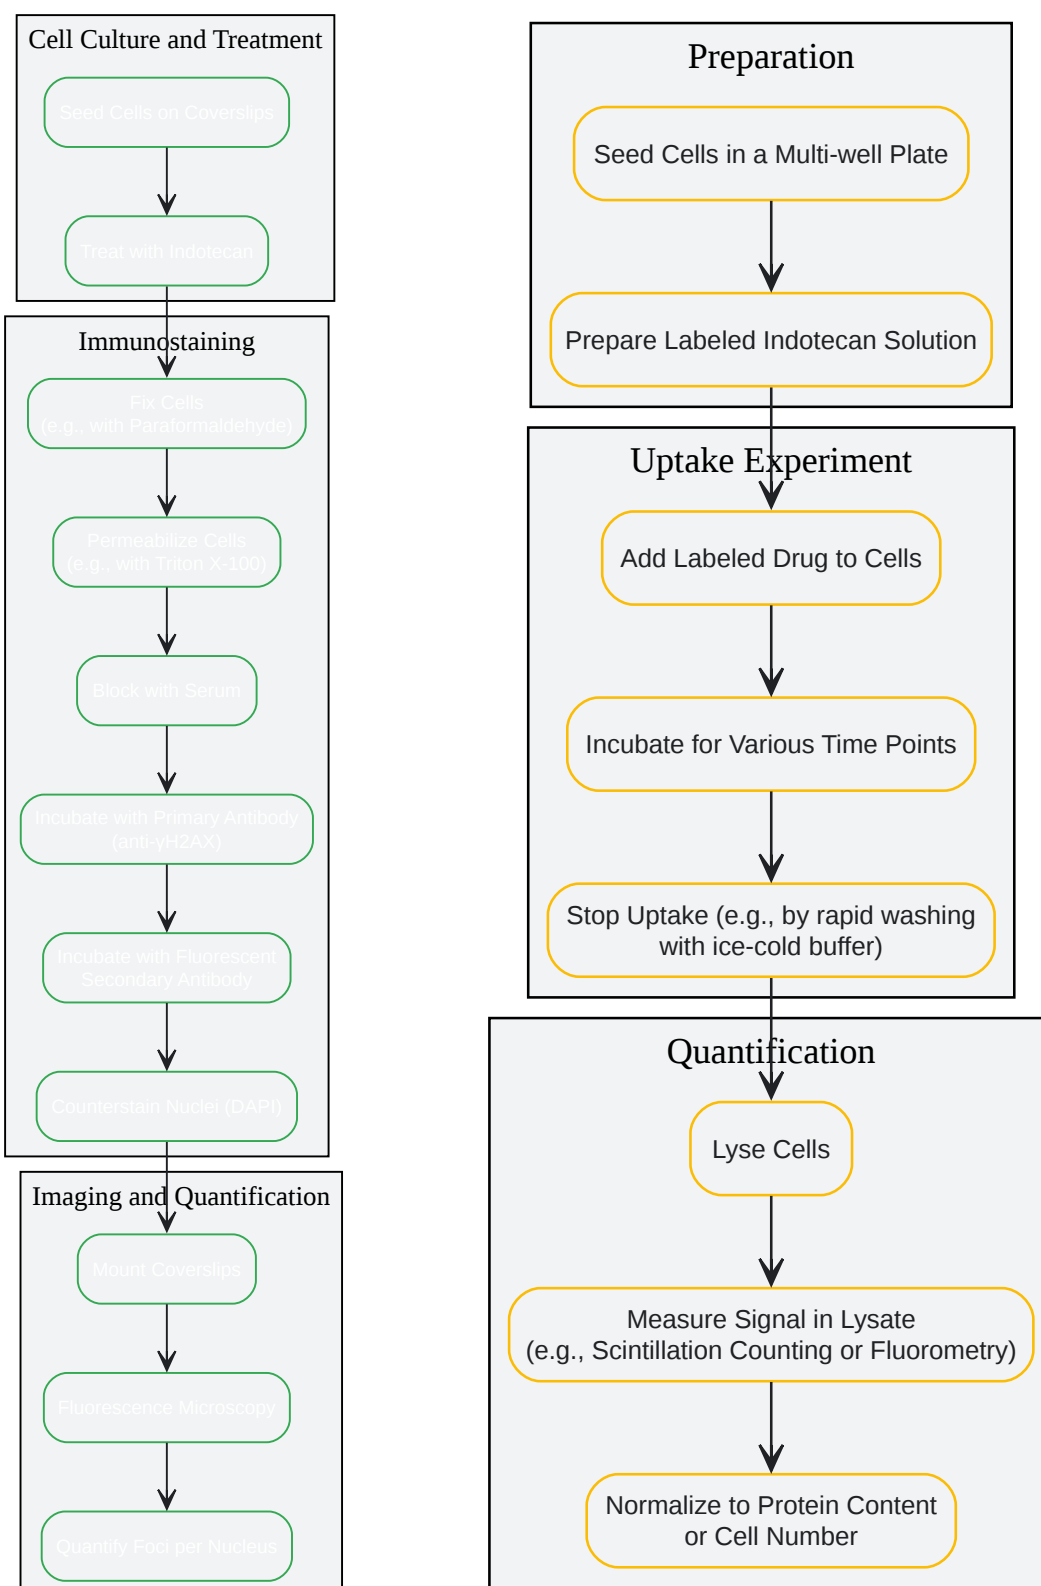 Cell Culture and Treatment
Seed Cells on Coverslips
Treat with Indotecan
Immunostaining
Fix Cells
(e.g., with Paraformaldehyde)
Permeabilize Cells
(e.g., with Triton X-100)
Block with Serum
Incubate with Primary Antibody
(anti-γH2AX)
Incubate with Fluorescent
Secondary Antibody
Counterstain Nuclei (DAPI)
Imaging and Quantification
Mount Coverslips
Fluorescence Microscopy
Quantify Foci per Nucleus
Preparation
Seed Cells in a Multi-well Plate
Prepare Labeled Indotecan Solution
Uptake Experiment
Add Labeled Drug to Cells
Incubate for Various Time Points
Stop Uptake (e.g., by rapid washing
with ice-cold buffer)
Quantification
Lyse Cells
Measure Signal in Lysate
(e.g., Scintillation Counting or Fluorometry)
Normalize to Protein Content
or Cell Number